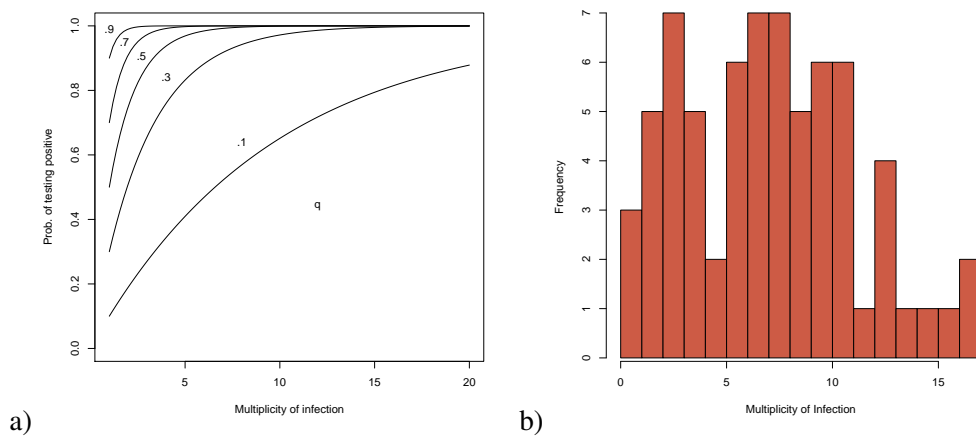 1.0
0.8
0.6
0.4
0.2
0.0
Prob. of testing positive
.9
.7
.5
.3
.1
q
5 10 15 20
Multiplicity of infection
a)
7
6
5
4
3
2
1
0
Frequency
0 5 10 15
Multiplicity of Infection
b)